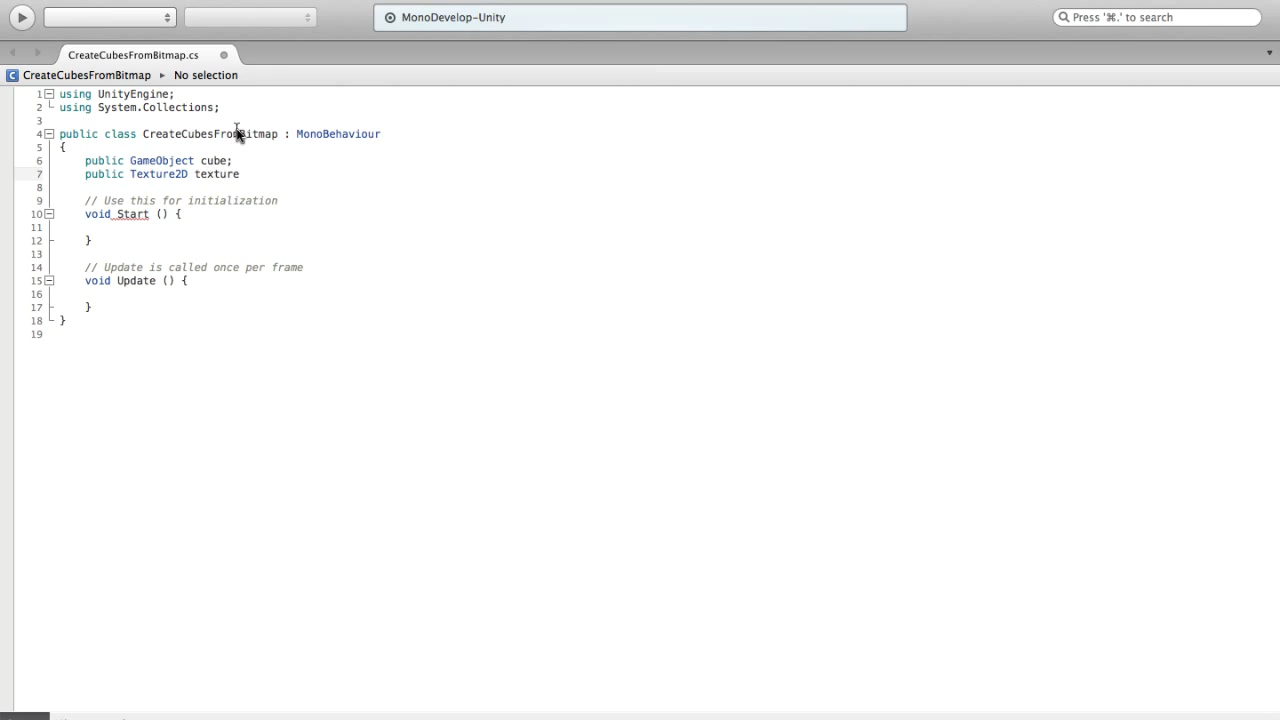 MonoDevelop-Unity
Press '⌘.' to search
CreateCubesFromBitmap.cs
CreateCubesFromBitmap ▸ No selection
1 using UnityEngine;
2 using System.Collections;
3
4 public class CreateCubesFromBitmap : MonoBehaviour
5 {
6 public GameObject cube;
7 public Texture2D texture
8
9 // Use this for initialization
10 void Start () {
11
12 }
13
14 // Update is called once per frame
15 void Update () {
16
17 }
18 }
19